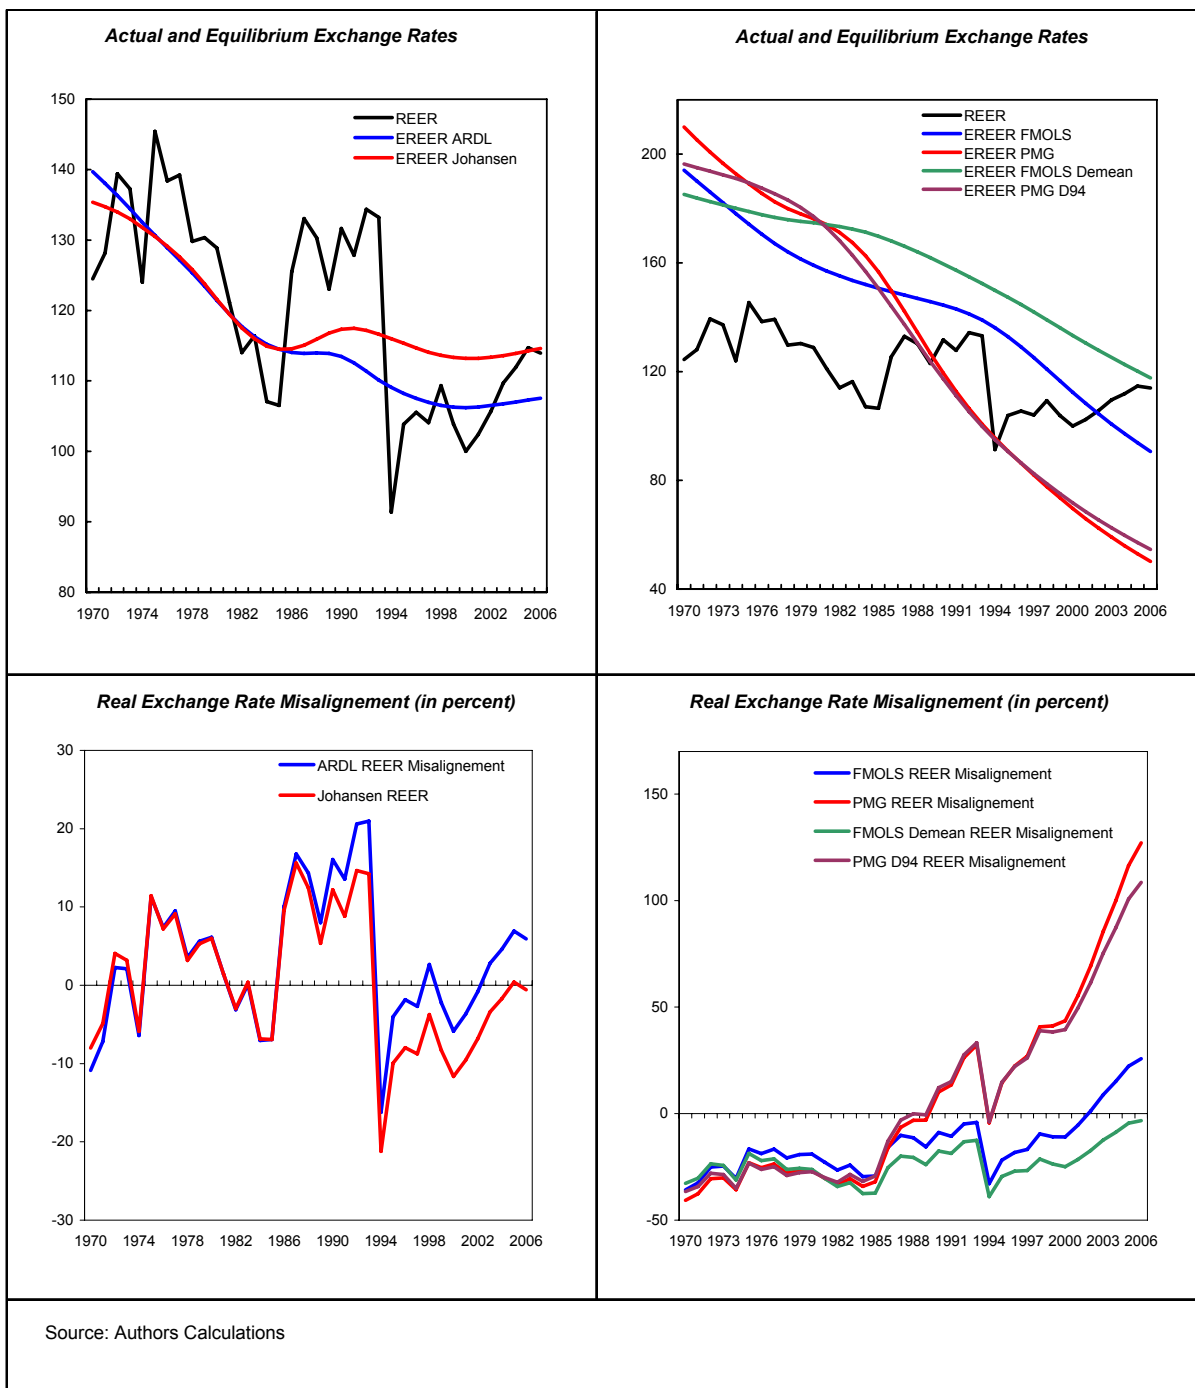 Actual and Equilibrium Exchange Rates
150
140
130
120
110
100
90
80
REER
EREER ARDL
EREER Johansen
1970 1974 1978 1982 1986 1990 1994 1998 2002 2006
Actual and Equilibrium Exchange Rates
200
160
120
80
40
REER
EREER FMOLS
EREER PMG
EREER FMOLS Demean
EREER PMG D94
1970 1973 1976 1979 1982 1985 1988 1991 1994 1997 2000 2003 2006
Real Exchange Rate Misalignement (in percent)
30
20
10
0
-10
-20
-30
ARDL REER Misalignement
Johansen REER
1970 1974 1978 1982 1986 1990 1994 1998 2002 2006
Real Exchange Rate Misalignement (in percent)
150
100
50
0
-50
FMOLS REER Misalignement
PMG REER Misalignement
FMOLS Demean REER Misalignement
PMG D94 REER Misalignement
1970 1973 1976 1979 1982 1985 1988 1991 1994 1997 2000 2003 2006
Source: Authors Calculations